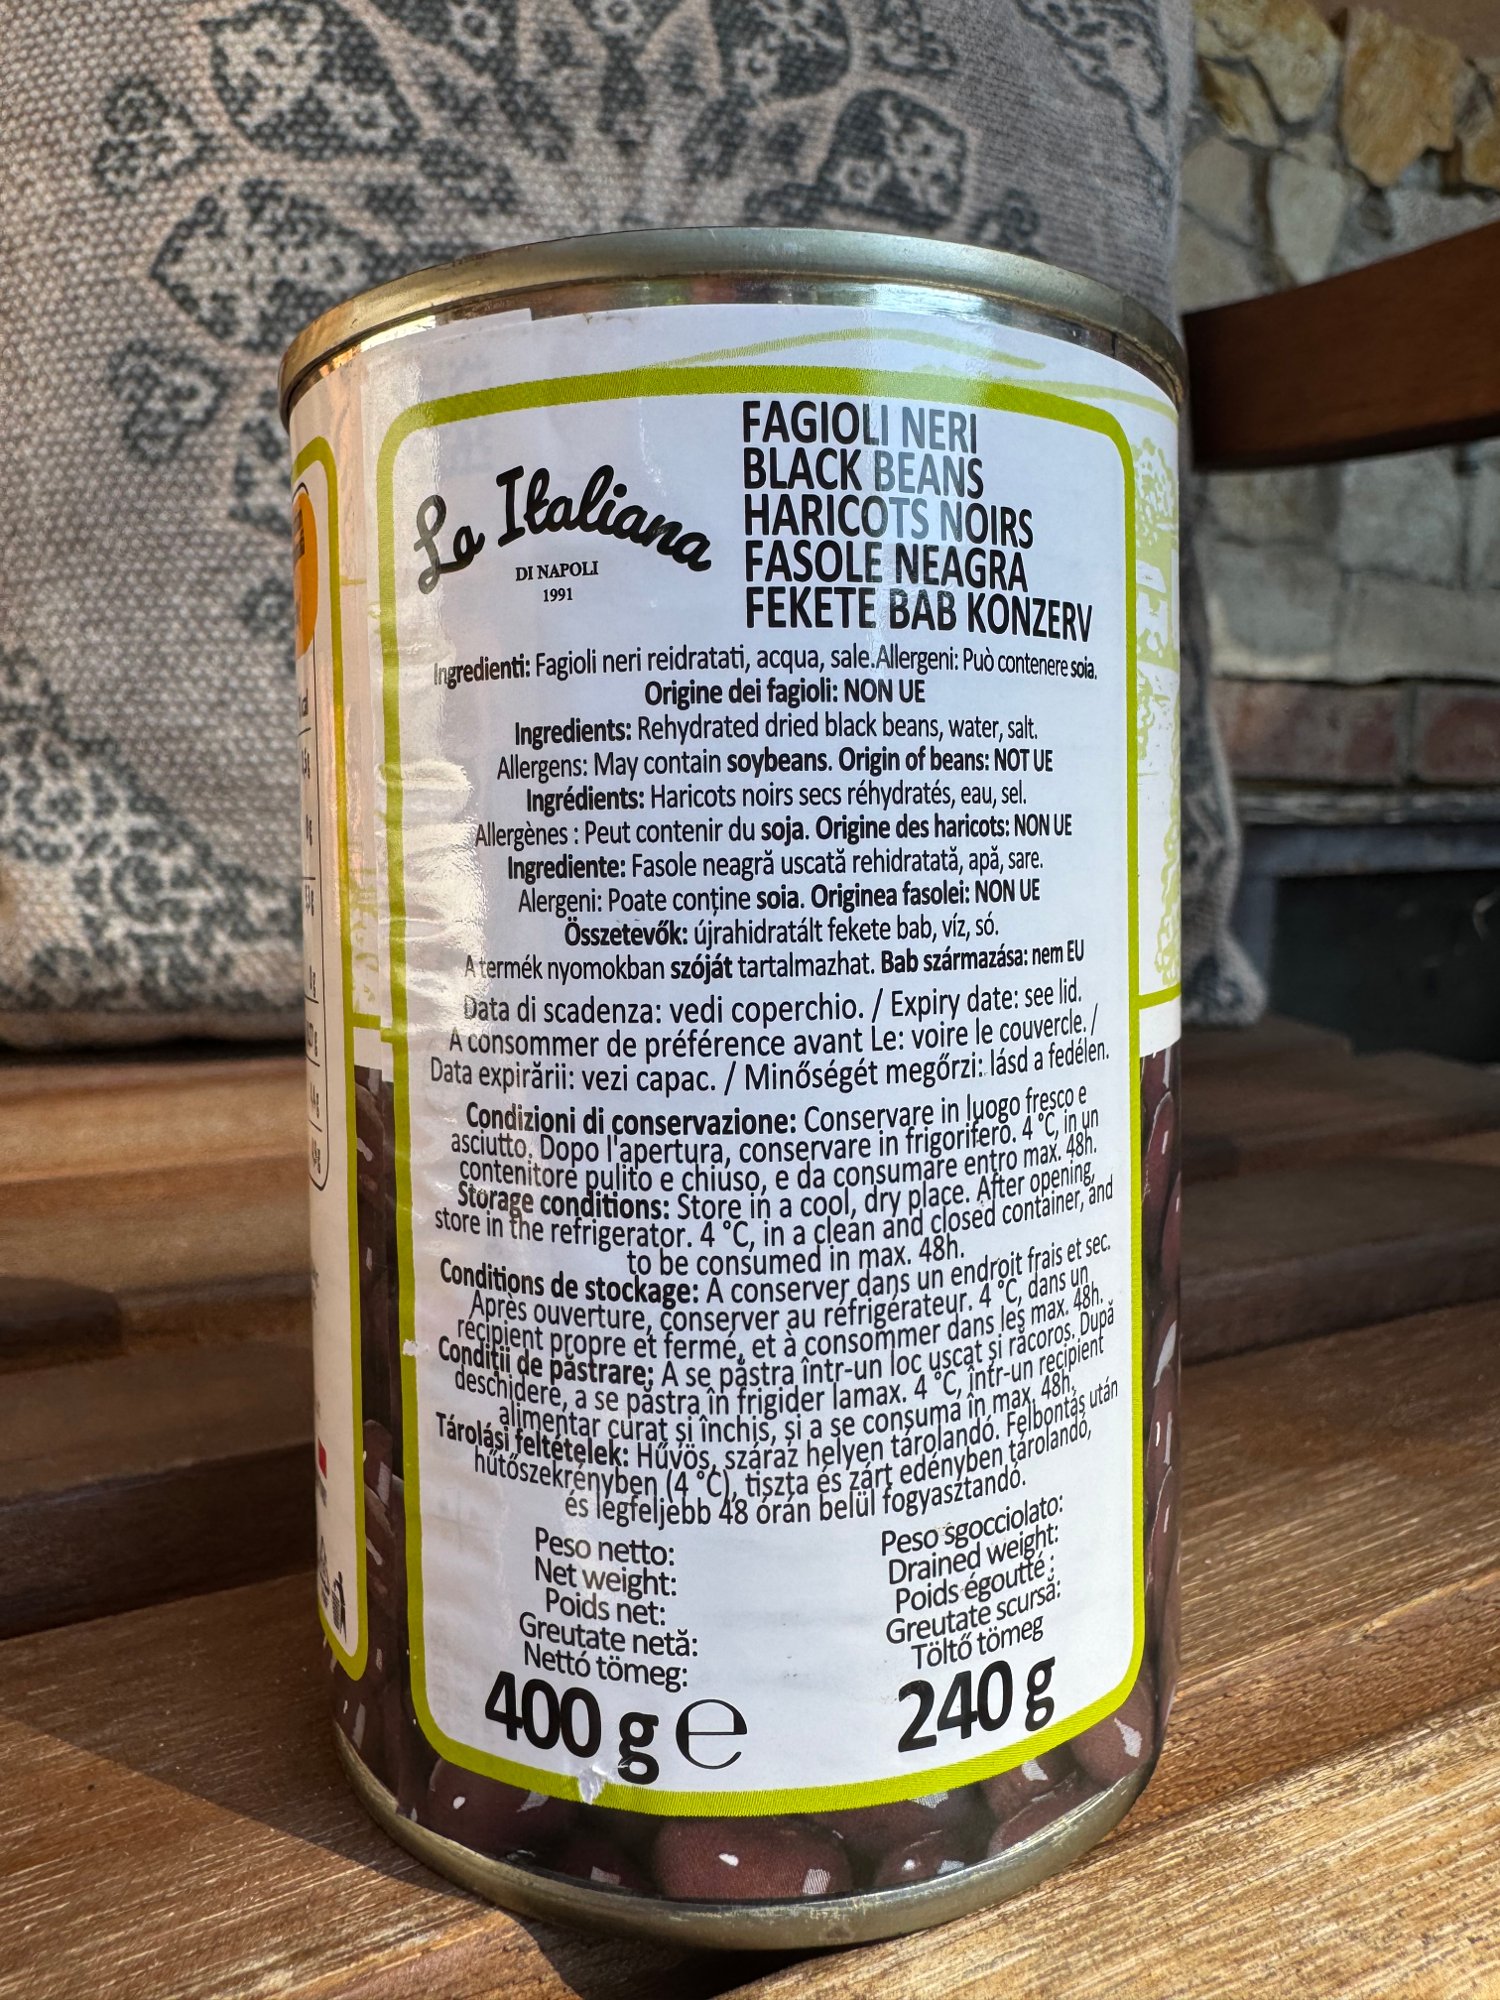 La Italiana
DI NAPOLI
1991
FAGIOLI NERI
BLACK BEANS
HARICOTS NOIRS
FASOLE NEAGRA
FEKETE BAB KONZERV
Ingredienti: Fagioli neri reidratati, acqua, sale.Allergeni: Può contenere soia.
Origine dei fagioli: NON UE
Ingredients: Rehydrated dried black beans, water, salt.
Allergens: May contain soybeans. Origin of beans: NOT UE
Ingrédients: Haricots noirs secs réhydratés, eau, sel.
Allergènes : Peut contenir du soja. Origine des haricots: NON UE
Ingrediente: Fasole neagră uscată rehidratată, apă, sare.
Alergeni: Poate conține soia. Originea fasolei: NON UE
Összetevők: újrahidratált fekete bab, víz, só.
A termék nyomokban szóját tartalmazhat. Bab származása: nem EU
Data di scadenza: vedi coperchio. / Expiry date: see lid.
A consommer de préférence avant Le: voire le couvercle. /
Data expirării: vezi capac. / Minőségét megőrzi: lásd a fedélen.
Condizioni di conservazione: Conservare in luogo fresco e
asciutto. Dopo l'apertura, conservare in frigorifero. 4 °C, in un
contenitore pulito e chiuso, e da consumare entro max. 48h.
Storage conditions: Store in a cool, dry place. After opening,
store in the refrigerator. 4 °C, in a clean and closed container, and
to be consumed in max. 48h.
Conditions de stockage: A conserver dans un endroit frais et sec.
Après ouverture, conserver au réfrigérateur. 4 °C, dans un
récipient propre et fermé, et à consommer dans les max. 48h.
Condiții de păstrare: A se păstra într-un loc uscat și răcoros. După
deschidere, a se păstra în frigider lamax. 4 °C, într-un recipient
alimentar curat și închis, și a se consuma în max. 48h.
Tárolási feltételek: Hűvös, száraz helyen tárolandó. Felbontás után
hűtőszekrényben (4 °C), tiszta és zárt edényben tárolandó,
és legfeljebb 48 órán belül fogyasztandó.
Peso netto:
Net weight:
Poids net:
Greutate netă:
Nettó tömeg:
400 g e
Peso sgocciolato:
Drained weight:
Poids égoutté :
Greutate scursă:
Töltő tömeg
240 g